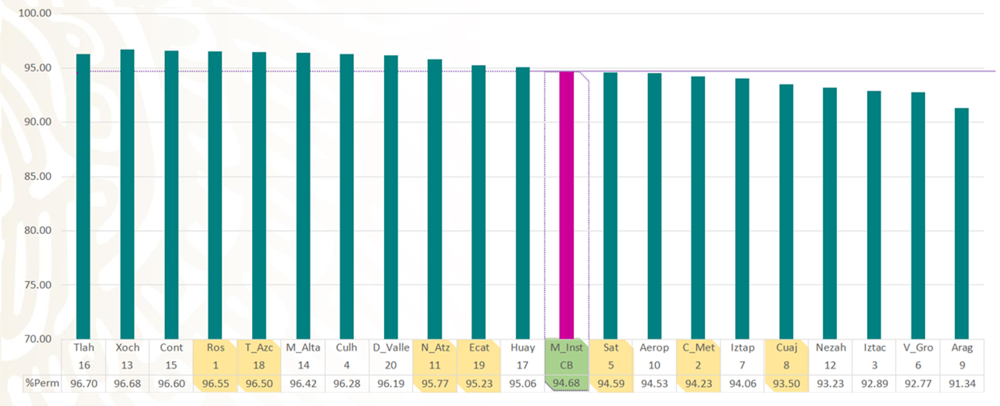 100.00
95.00
90.00
85.00
80.00
75.00
70.00
Tlah Xoch Cont Ros T_Azc M_Alta Culh D_Valle N_Atz Ecat Huay M_Inst Sat Aerop C_Met Iztap Cuaj Nezah Iztac V_Gro Arag
16 13 15 1 18 14 4 20 11 19 17 CB 5 10 2 7 8 12 3 6 9
%Perm 96.70 96.68 96.60 96.55 96.50 96.42 96.28 96.19 95.77 95.23 95.06 94.68 94.59 94.53 94.23 94.06 93.50 93.23 92.89 92.77 91.34